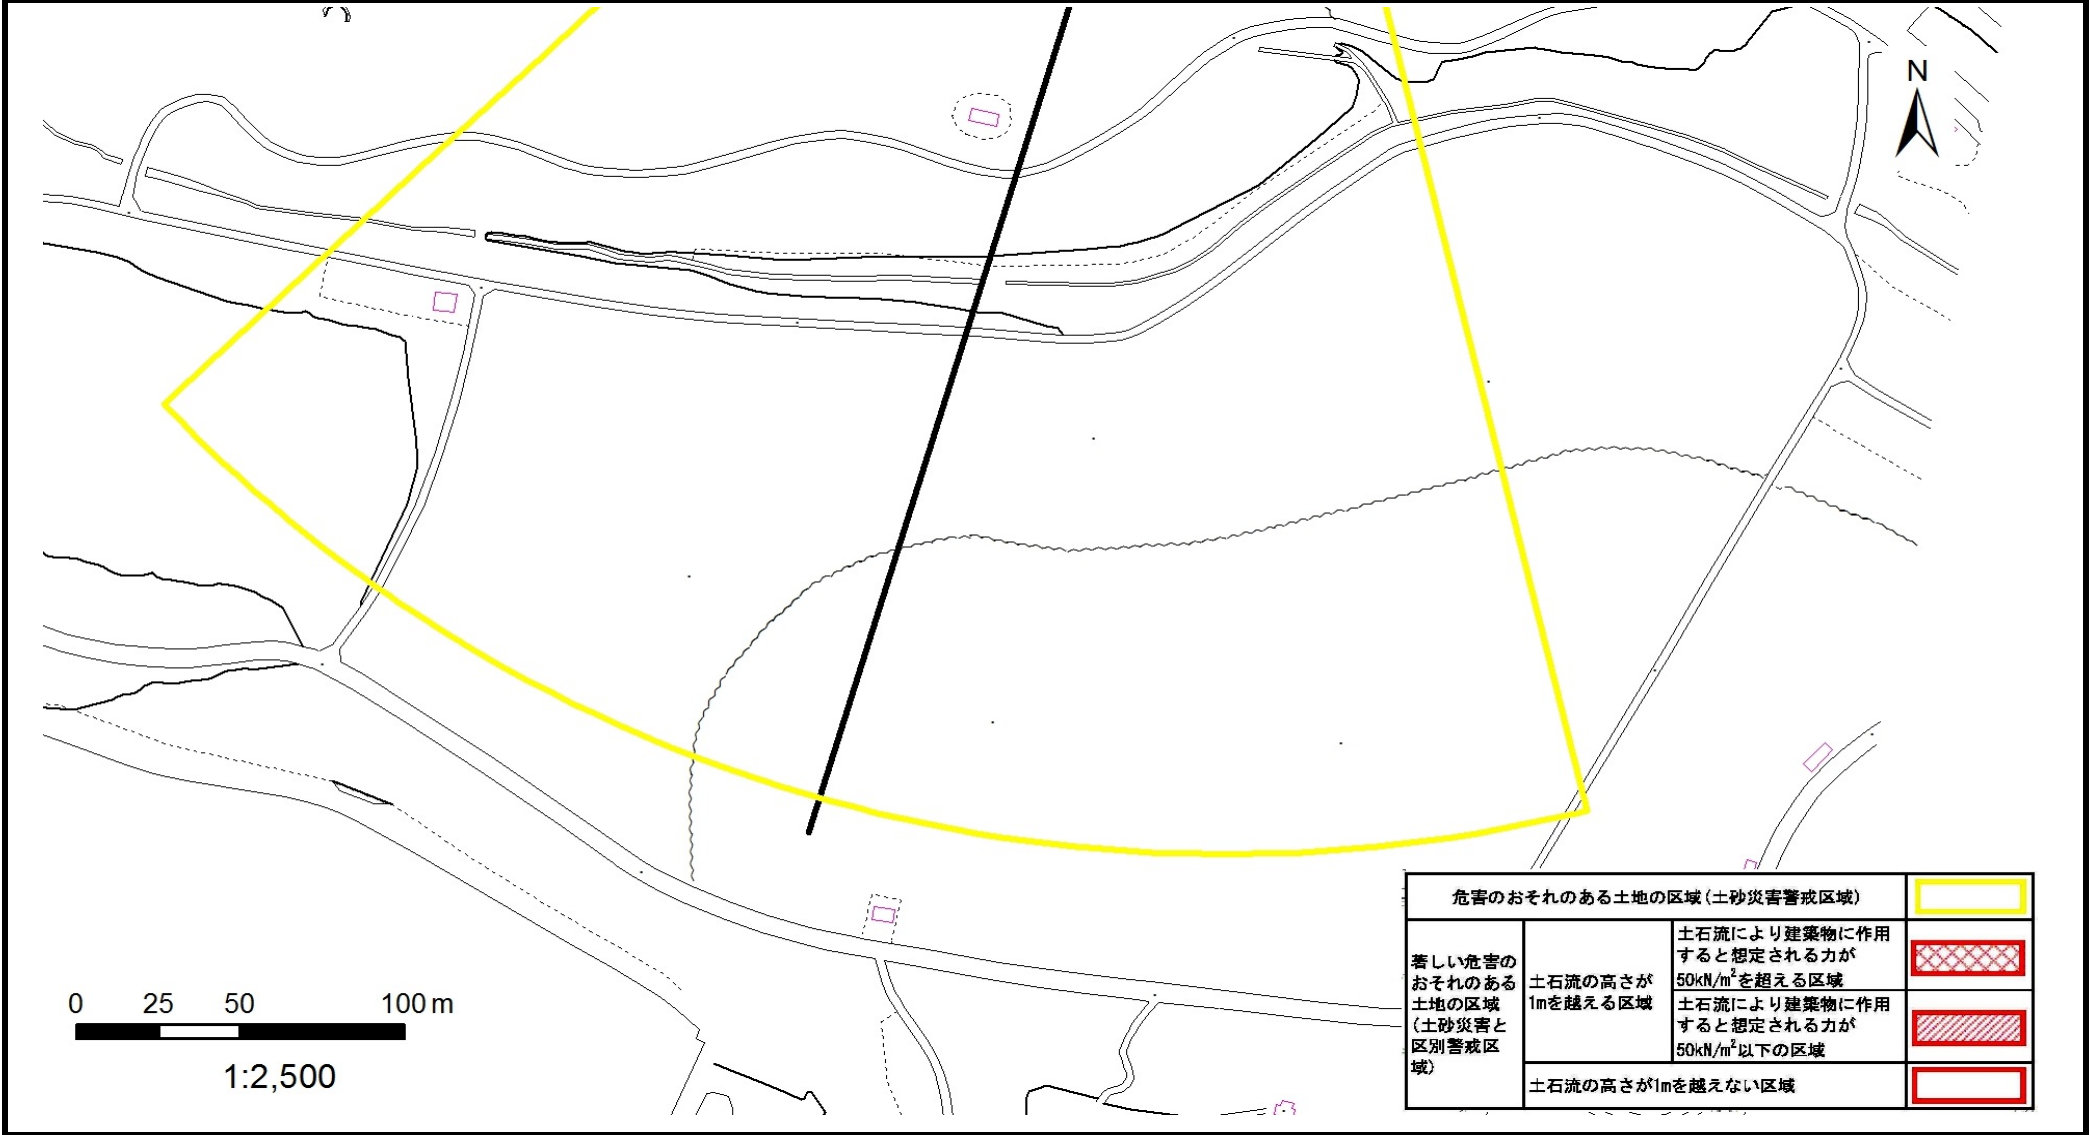 N
危害のおそれのある土地の区域(土砂災害警戒区域)
著しい危害の
おそれのある
土地の区域
(土砂災害と
区別警戒区
域)
土石流の高さが
1mを越える区域
土石流により建築物に作用
すると想定される力が
50kN/m²を超える区域
土石流により建築物に作用
すると想定される力が
50kN/m²以下の区域
土石流の高さが1mを越えない区域
0 25 50 100 m
1:2,500